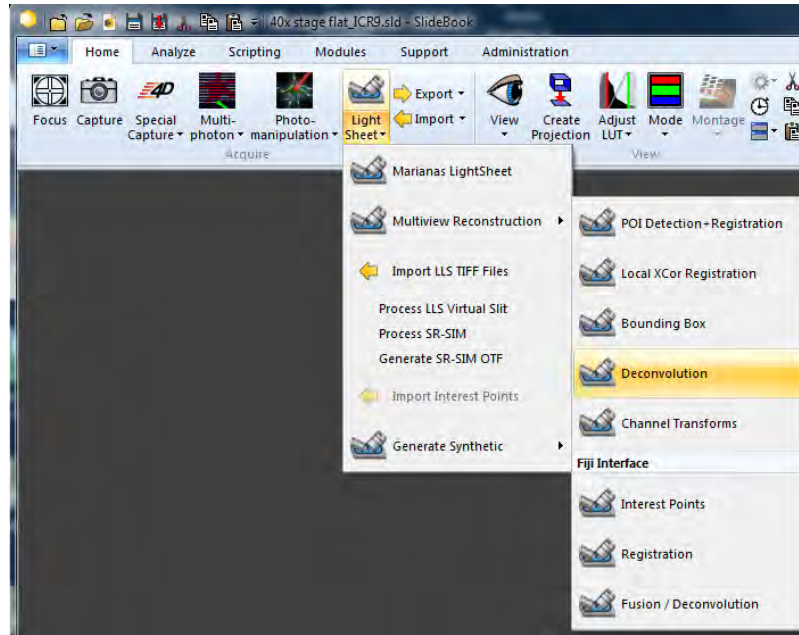 40x stage flat_ICR9.sld - SlideBook
Home Analyze Scripting Modules Support Administration
4D
Focus Capture Special Capture Multi-photon Photo-manipulation Light Sheet Export Import View Create Projection Adjust LUT Mode Montage
Acquire View
Marianas LightSheet
Multiview Reconstruction
Import LLS TIFF Files
Process LLS Virtual Slit
Process SR-SIM
Generate SR-SIM OTF
Import Interest Points
Generate Synthetic
POI Detection+Registration
Local XCor Registration
Bounding Box
Deconvolution
Channel Transforms
Fiji Interface
Interest Points
Registration
Fusion / Deconvolution